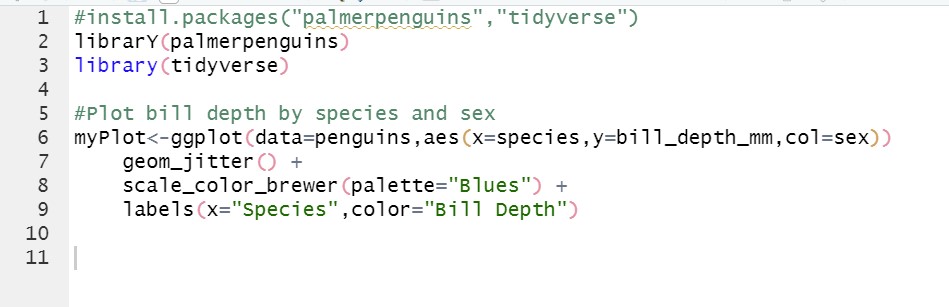 1 #install.packages("palmerpenguins","tidyverse")
2 librarY(palmerpenguins)
3 library(tidyverse)
4
5 #Plot bill depth by species and sex
6 myPlot<-ggplot(data=penguins,aes(x=species,y=bill_depth_mm,col=sex))
7 geom_jitter() +
8 scale_color_brewer(palette="Blues") +
9 labels(x="Species",color="Bill Depth")
10
11